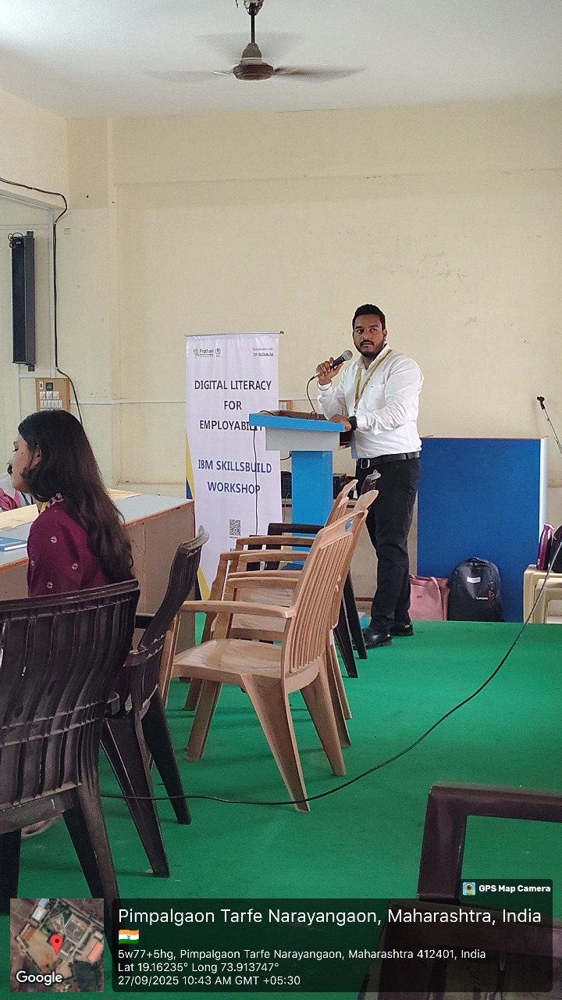 Pratham
IBM SkillsBuild
DIGITAL LITERACY
FOR
EMPLOYABILITY
IBM SKILLSBUILD
WORKSHOP
Lenovo
GPS Map Camera
Pimpalgaon Tarfe Narayangaon, Maharashtra, India
5w77+5hg, Pimpalgaon Tarfe Narayangaon, Maharashtra 412401, India
Lat 19.16235° Long 73.913747°
27/09/2025 10:43 AM GMT +05:30
Google